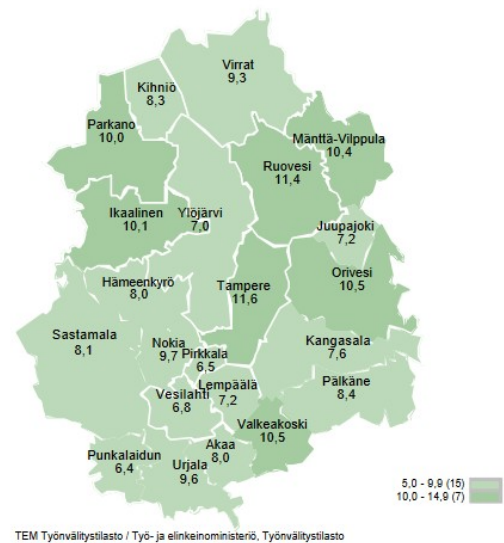 Virrat
9,3
Kihniö
8,3
Parkano
10,0
Mänttä-Vilppula
10,4
Ruovesi
11,4
Ikaalinen
10,1
Ylöjärvi
7,0
Juupajoki
7,2
Hämeenkyrö
8,0
Tampere
11,6
Orivesi
10,5
Sastamala
8,1
Nokia
9,7
Pirkkala
6,5
Kangasala
7,6
Lempäälä
7,2
Pälkäne
8,4
Vesilahti
6,8
Valkeakoski
10,5
Akaa
8,0
Punkalaidun
6,4
Urjala
9,6
5,0 - 9,9 (15)
10,0 - 14,9 (7)
TEM Työnvälitystilasto / Työ- ja elinkeinoministeriö, Työnvälitystilasto